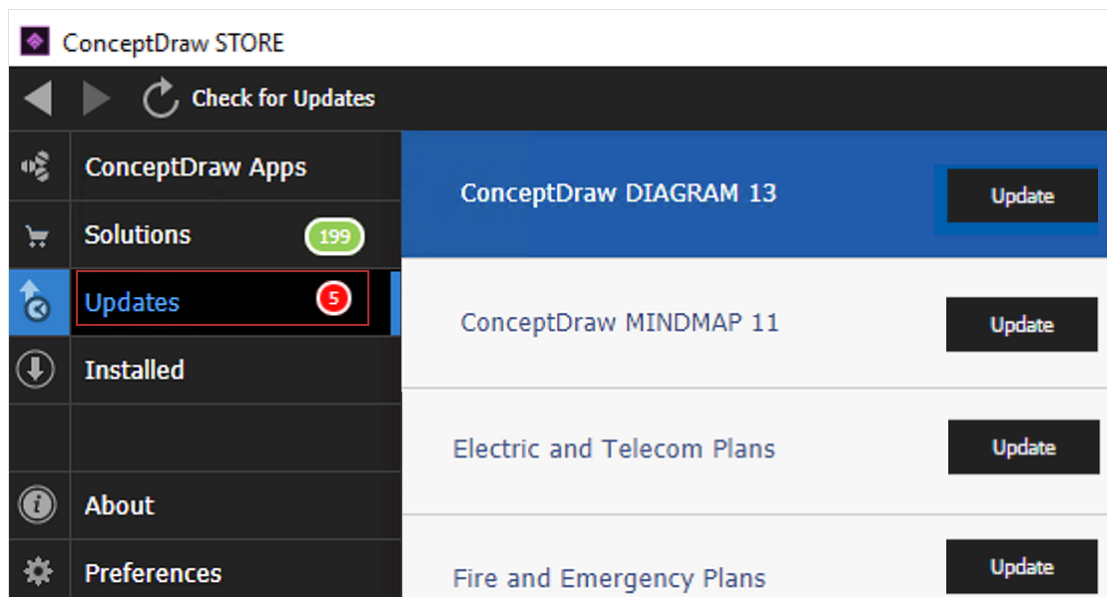 ConceptDraw STORE
Check for Updates
ConceptDraw Apps
Solutions 199
Updates 5
Installed
About
Preferences
ConceptDraw DIAGRAM 13 Update
ConceptDraw MINDMAP 11 Update
Electric and Telecom Plans Update
Fire and Emergency Plans Update